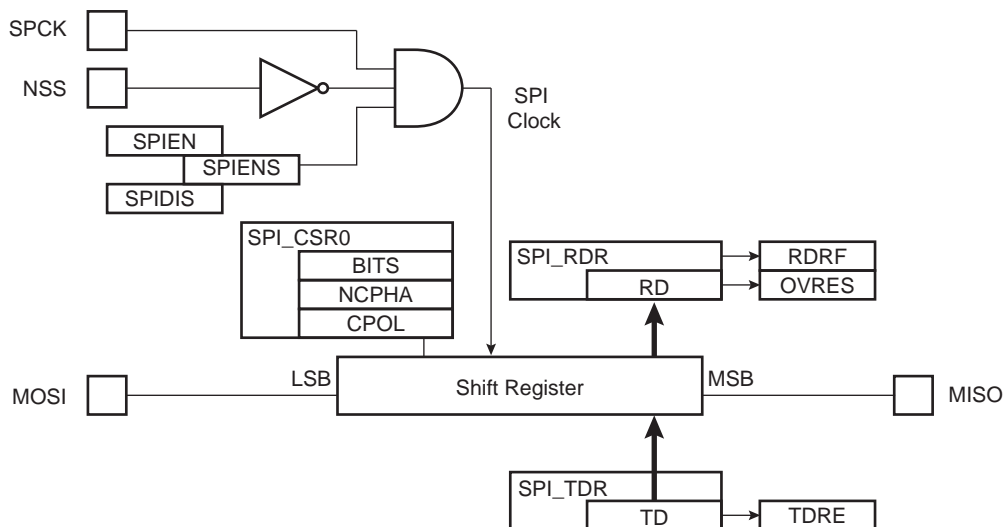 SPCK
NSS
SPI
Clock
SPIEN
SPIENS
SPIDIS
SPI_CSR0
BITS
NCPHA
CPOL
SPI_RDR
RD
RDRF
OVRES
MOSI
LSB
Shift Register
MSB
MISO
SPI_TDR
TD
TDRE